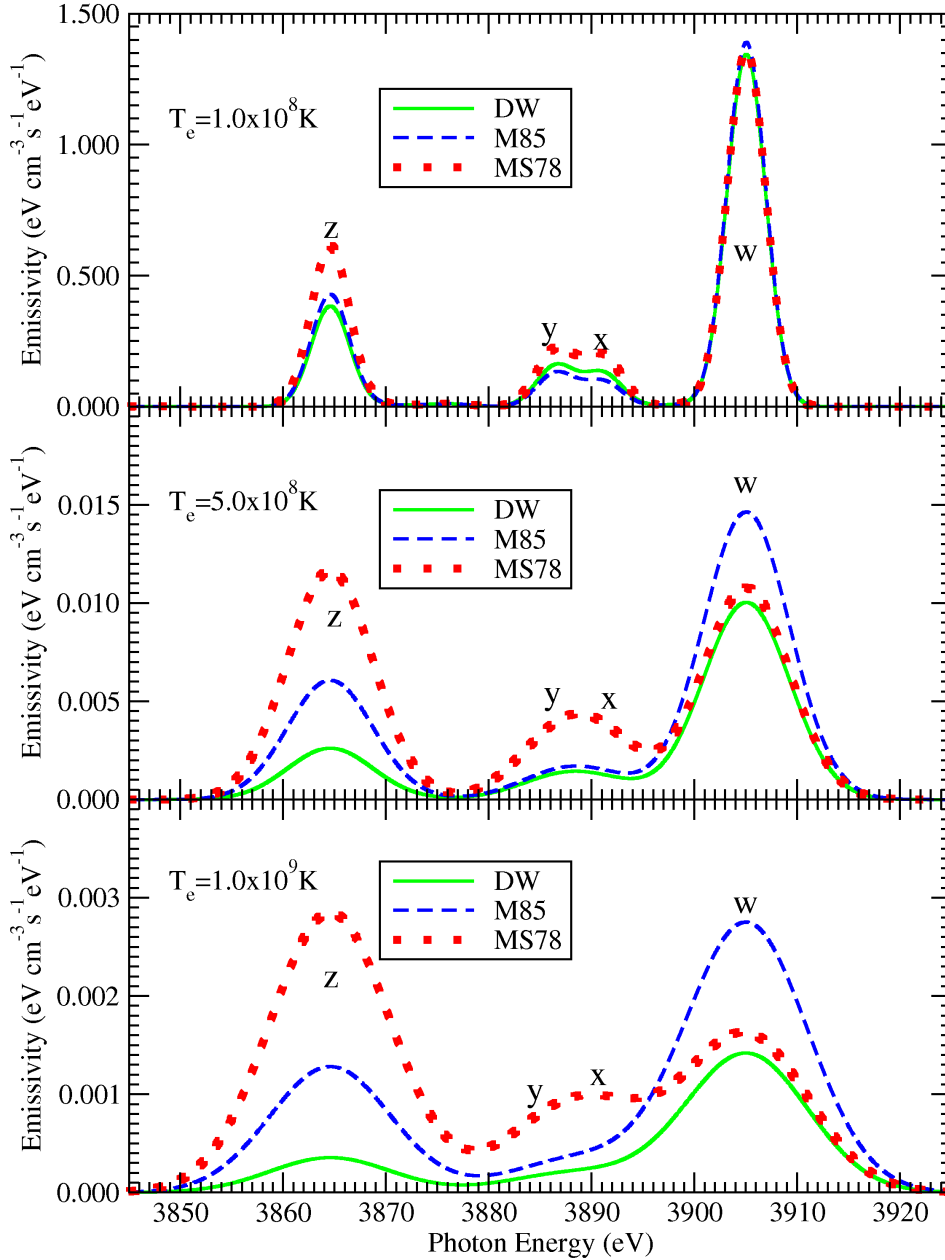 Emissivity (eV cm⁻³ s⁻¹ eV⁻¹)
1.500
1.000
0.500
0.000
Tₑ=1.0x10⁸K
DW
M85
MS78
z
y
x
w
Emissivity (eV cm⁻³ s⁻¹ eV⁻¹)
0.015
0.010
0.005
0.000
Tₑ=5.0x10⁸K
DW
M85
MS78
z
y
x
w
Emissivity (eV cm⁻³ s⁻¹ eV⁻¹)
0.003
0.002
0.001
0.000
Tₑ=1.0x10⁹K
DW
M85
MS78
z
y
x
w
3850 3860 3870 3880 3890 3900 3910 3920
Photon Energy (eV)